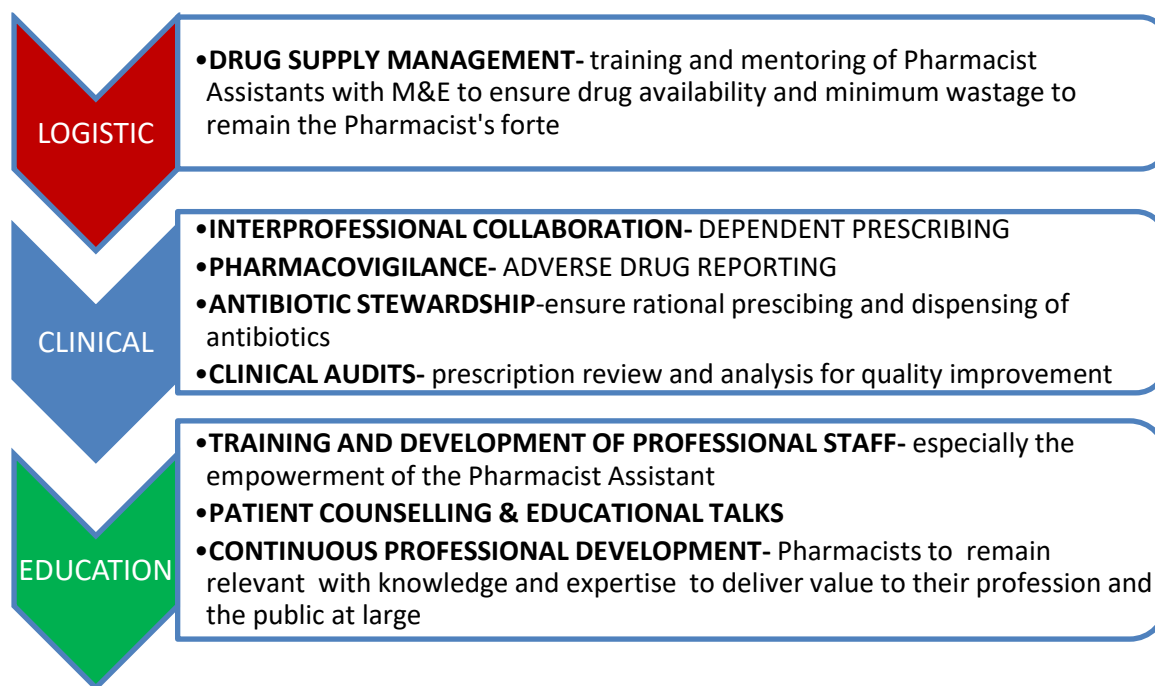 LOGISTIC
•DRUG SUPPLY MANAGEMENT- training and mentoring of Pharmacist
Assistants with M&E to ensure drug availability and minimum wastage to
remain the Pharmacist's forte
CLINICAL
•INTERPROFESSIONAL COLLABORATION- DEPENDENT PRESCRIBING
•PHARMACOVIGILANCE- ADVERSE DRUG REPORTING
•ANTIBIOTIC STEWARDSHIP-ensure rational prescibing and dispensing of
antibiotics
•CLINICAL AUDITS- prescription review and analysis for quality improvement
EDUCATION
•TRAINING AND DEVELOPMENT OF PROFESSIONAL STAFF- especially the
empowerment of the Pharmacist Assistant
•PATIENT COUNSELLING & EDUCATIONAL TALKS
•CONTINUOUS PROFESSIONAL DEVELOPMENT- Pharmacists to remain
relevant with knowledge and expertise to deliver value to their profession and
the public at large